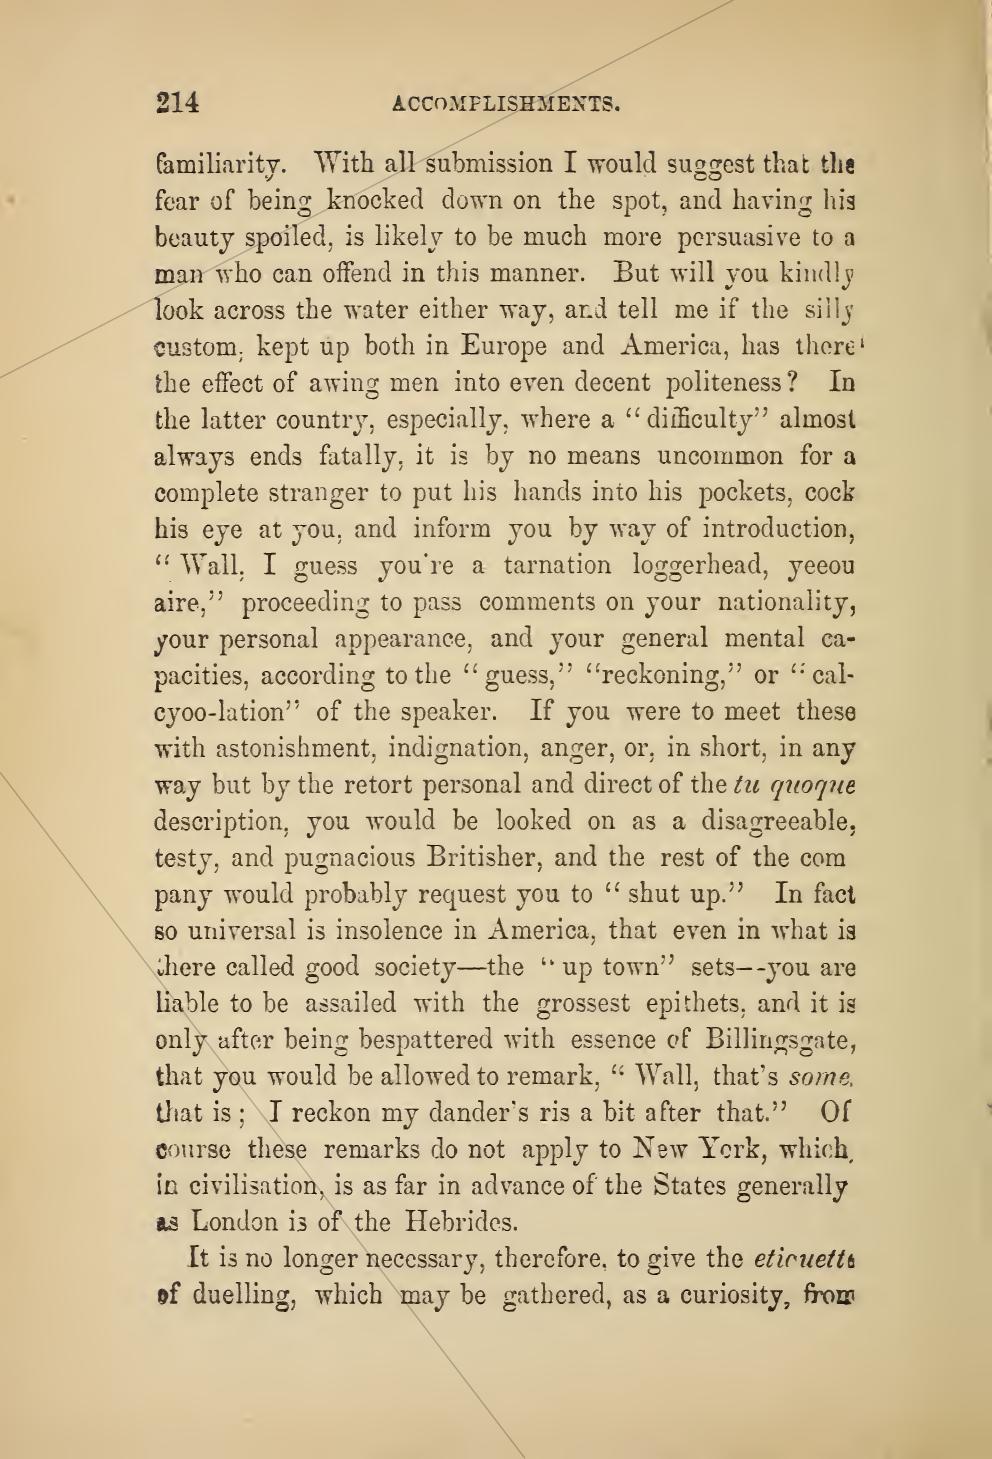 214 ACCOMPLISHMENTS.
familiarity. With all submission I would suggest that the
fear of being knocked down on the spot, and having his
beauty spoiled, is likely to be much more persuasive to a
man who can offend in this manner. But will you kindly
look across the water either way, and tell me if the silly
custom, kept up both in Europe and America, has there
the effect of awing men into even decent politeness? In
the latter country, especially, where a “difficulty” almost
always ends fatally, it is by no means uncommon for a
complete stranger to put his hands into his pockets, cock
his eye at you, and inform you by way of introduction,
“Wall, I guess you're a tarnation loggerhead, yeeou
aire,” proceeding to pass comments on your nationality,
your personal appearance, and your general mental ca-
pacities, according to the “guess,” “reckoning,” or “cal-
cyoo-lation” of the speaker. If you were to meet these
with astonishment, indignation, anger, or, in short, in any
way but by the retort personal and direct of the tu quoque
description, you would be looked on as a disagreeable,
testy, and pugnacious Britisher, and the rest of the com
pany would probably request you to “shut up.” In fact
so universal is insolence in America, that even in what is
there called good society—the “up town” sets--you are
liable to be assailed with the grossest epithets, and it is
only after being bespattered with essence of Billingsgate,
that you would be allowed to remark, “Wall, that's some,
that is; I reckon my dander's ris a bit after that.” Of
course these remarks do not apply to New York, which,
in civilisation, is as far in advance of the States generally
as London is of the Hebrides.
It is no longer necessary, therefore, to give the etiquette
of duelling, which may be gathered, as a curiosity, from